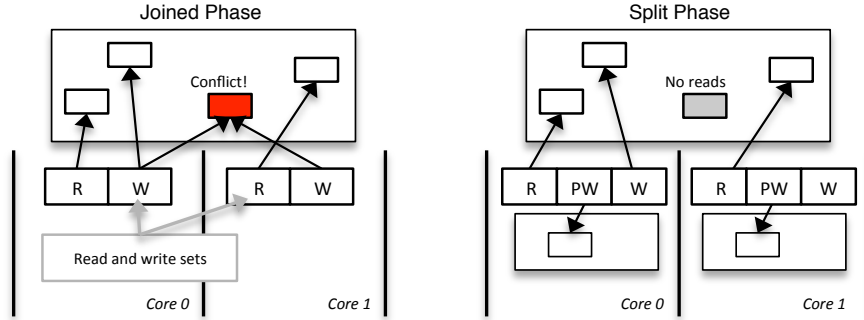 Joined Phase
Conflict!
R
W
R
W
Read and write sets
Core 0
Core 1
Split Phase
No reads
R
PW
W
R
PW
W
Core 0
Core 1